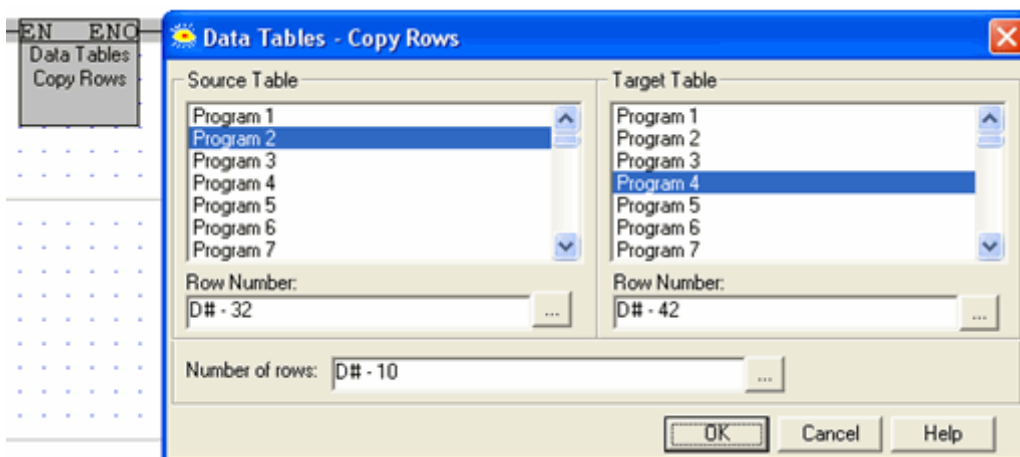 EN ENO
Data Tables
Copy Rows
Data Tables - Copy Rows
Source Table
Program 1
Program 2
Program 3
Program 4
Program 5
Program 6
Program 7
Row Number:
D# - 32
...
Target Table
Program 1
Program 2
Program 3
Program 4
Program 5
Program 6
Program 7
Row Number:
D# - 42
...
Number of rows: D# - 10 ...
OK Cancel Help